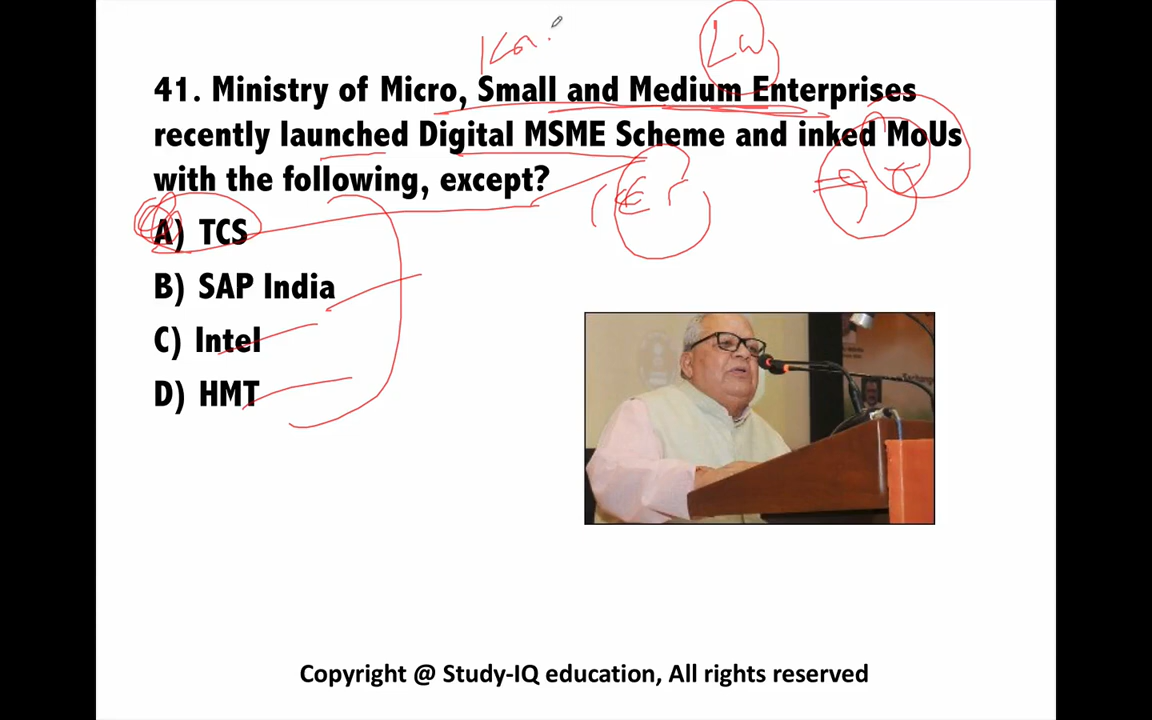 41. Ministry of Micro, Small and Medium Enterprises
recently launched Digital MSME Scheme and inked MoUs
with the following, except?
A) TCS
B) SAP India
C) Intel
D) HMT
Copyright @ Study-IQ education, All rights reserved